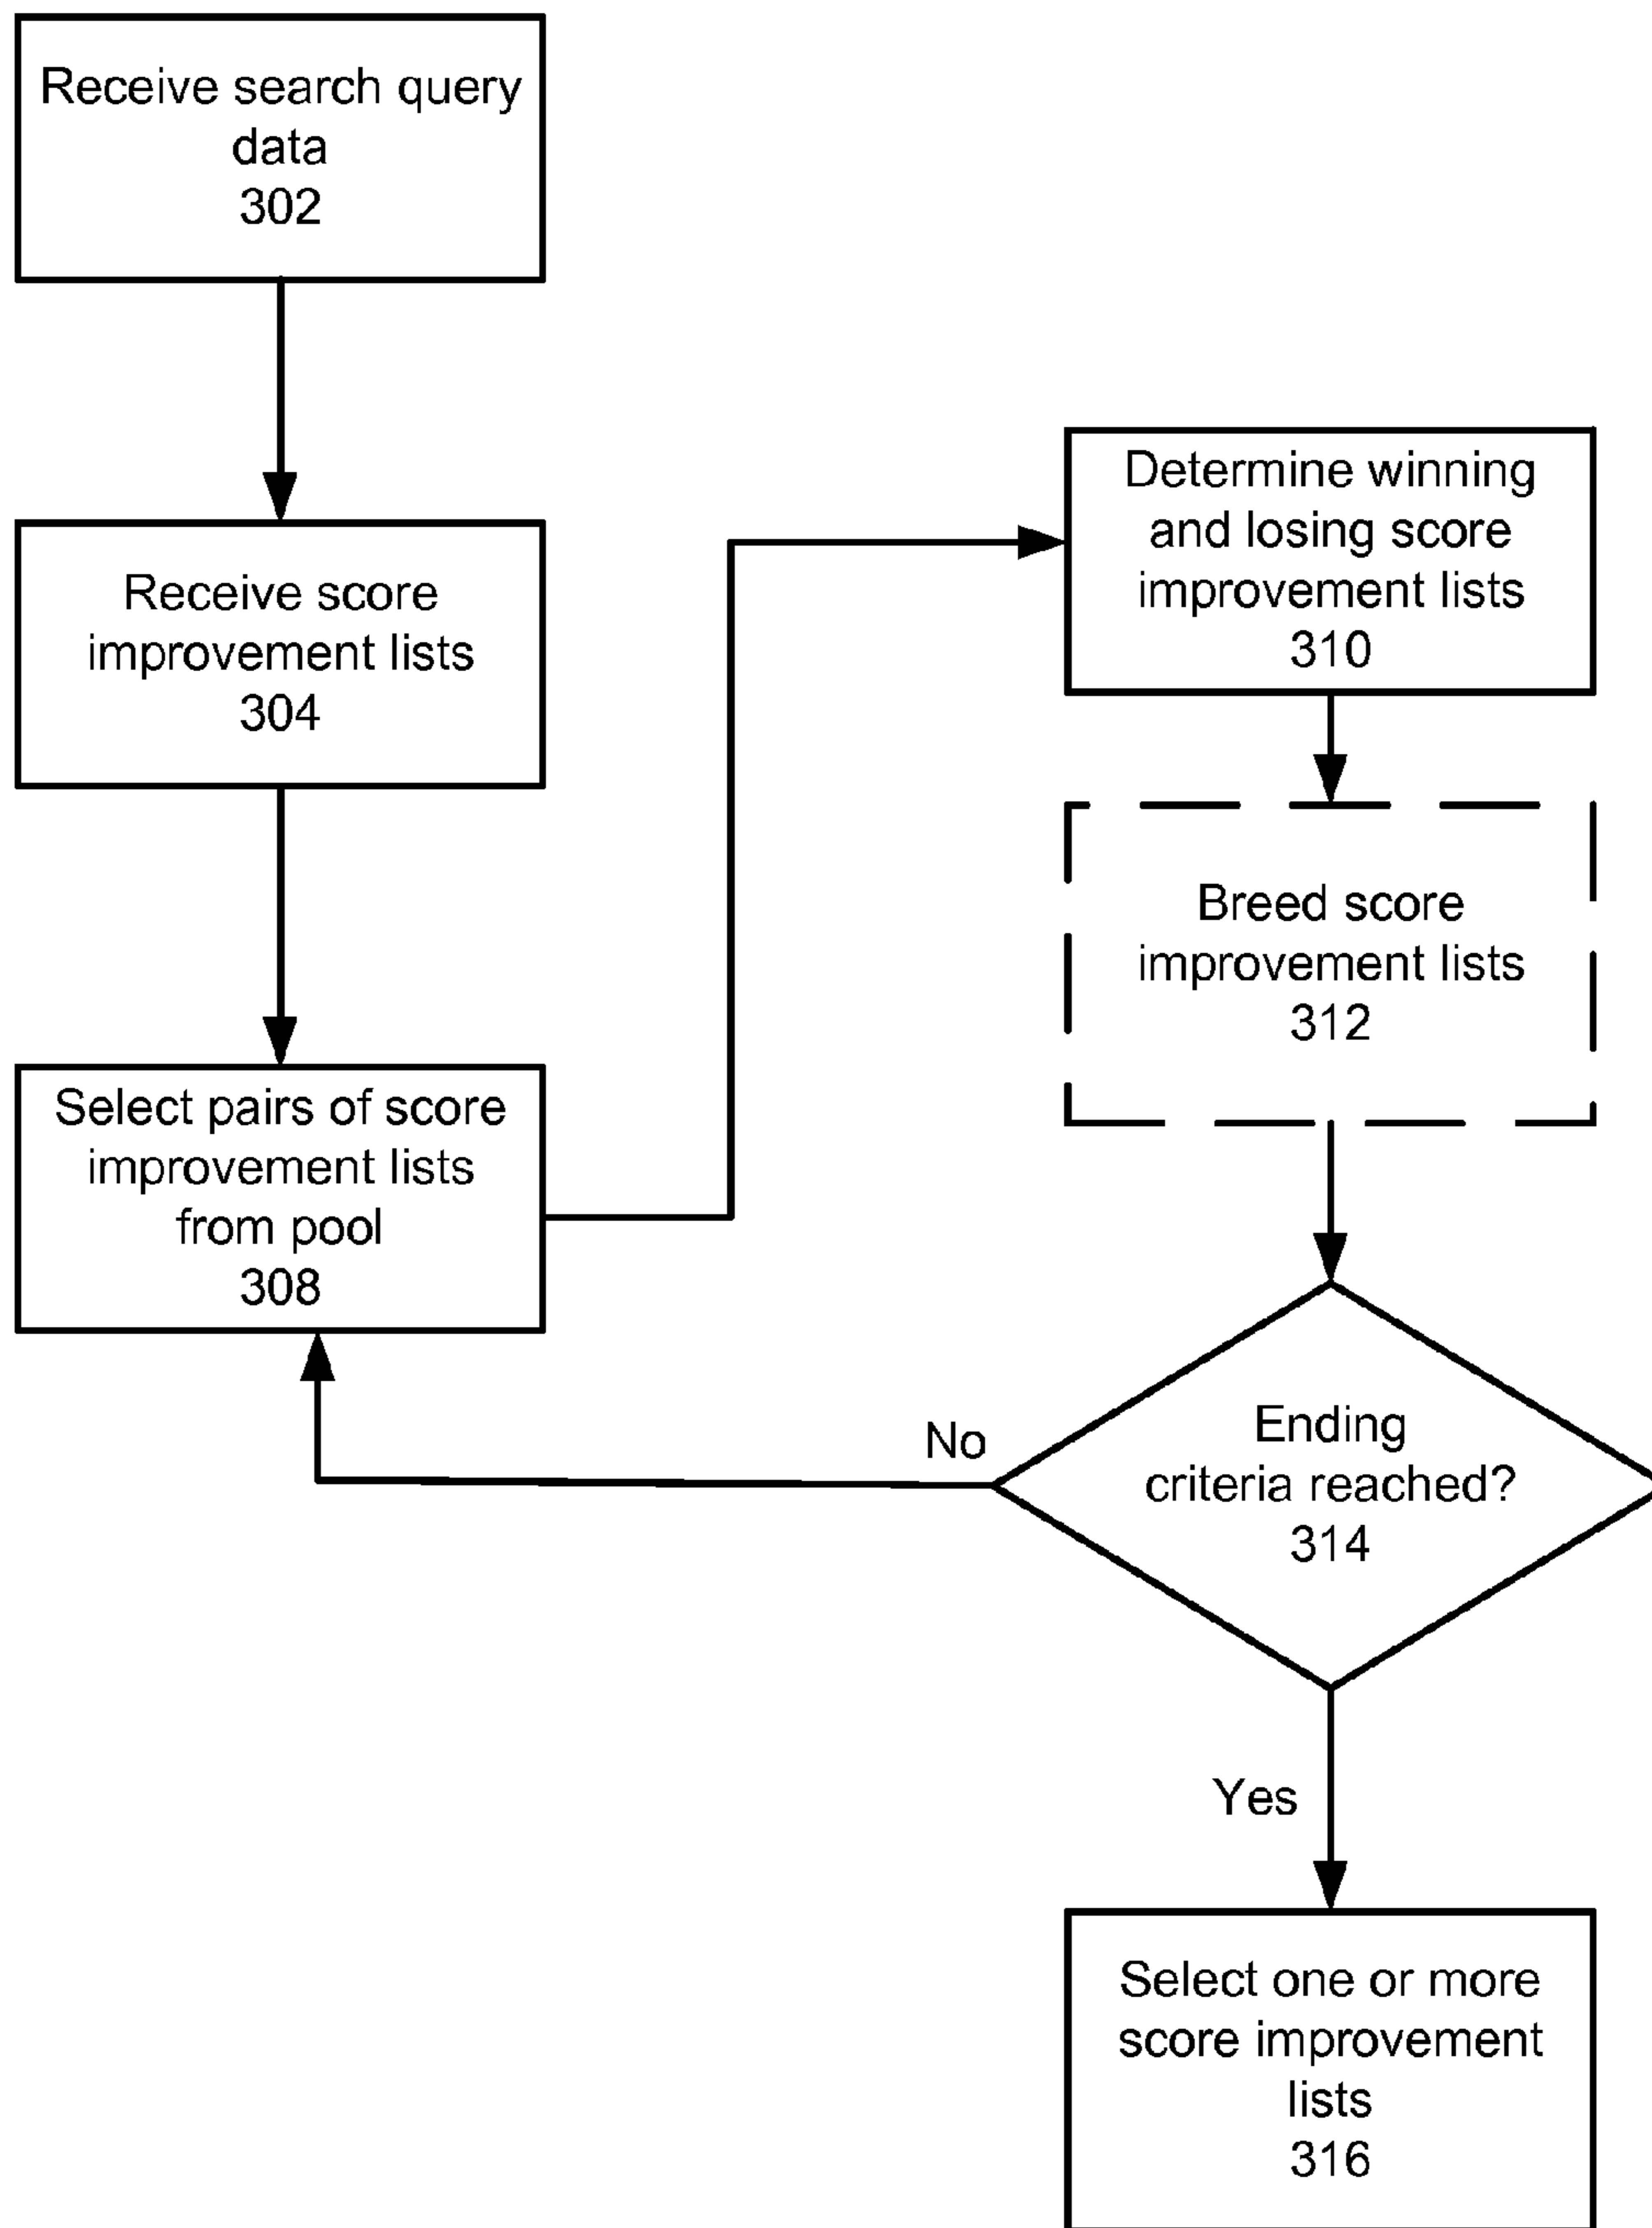 Receive search query
data
302
Receive score
improvement lists
304
Select pairs of score
improvement lists
from pool
308
Determine winning
and losing score
improvement lists
310
Breed score
improvement lists
312
Ending
criteria reached?
314
No
Yes
Select one or more
score improvement
lists
316